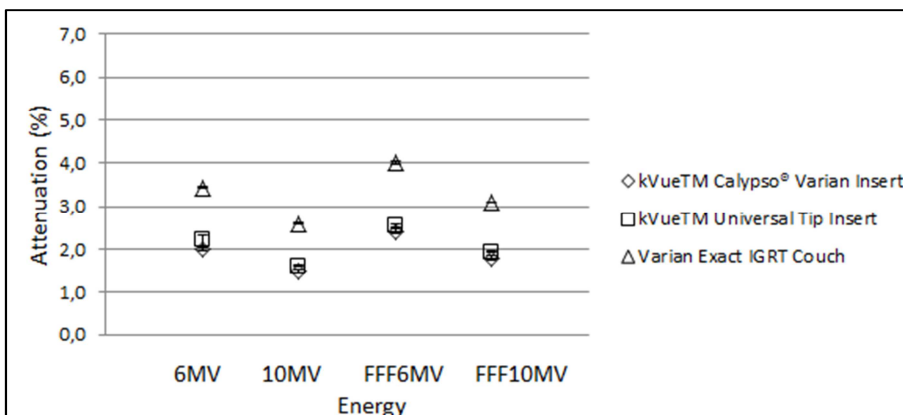 7,0
6,0
5,0
4,0
3,0
2,0
1,0
0,0
Attenuation (%)
6MV 10MV FFF6MV FFF10MV
Energy
kVueTM Calypso® Varian Insert
kVueTM Universal Tip Insert
Varian Exact IGRT Couch